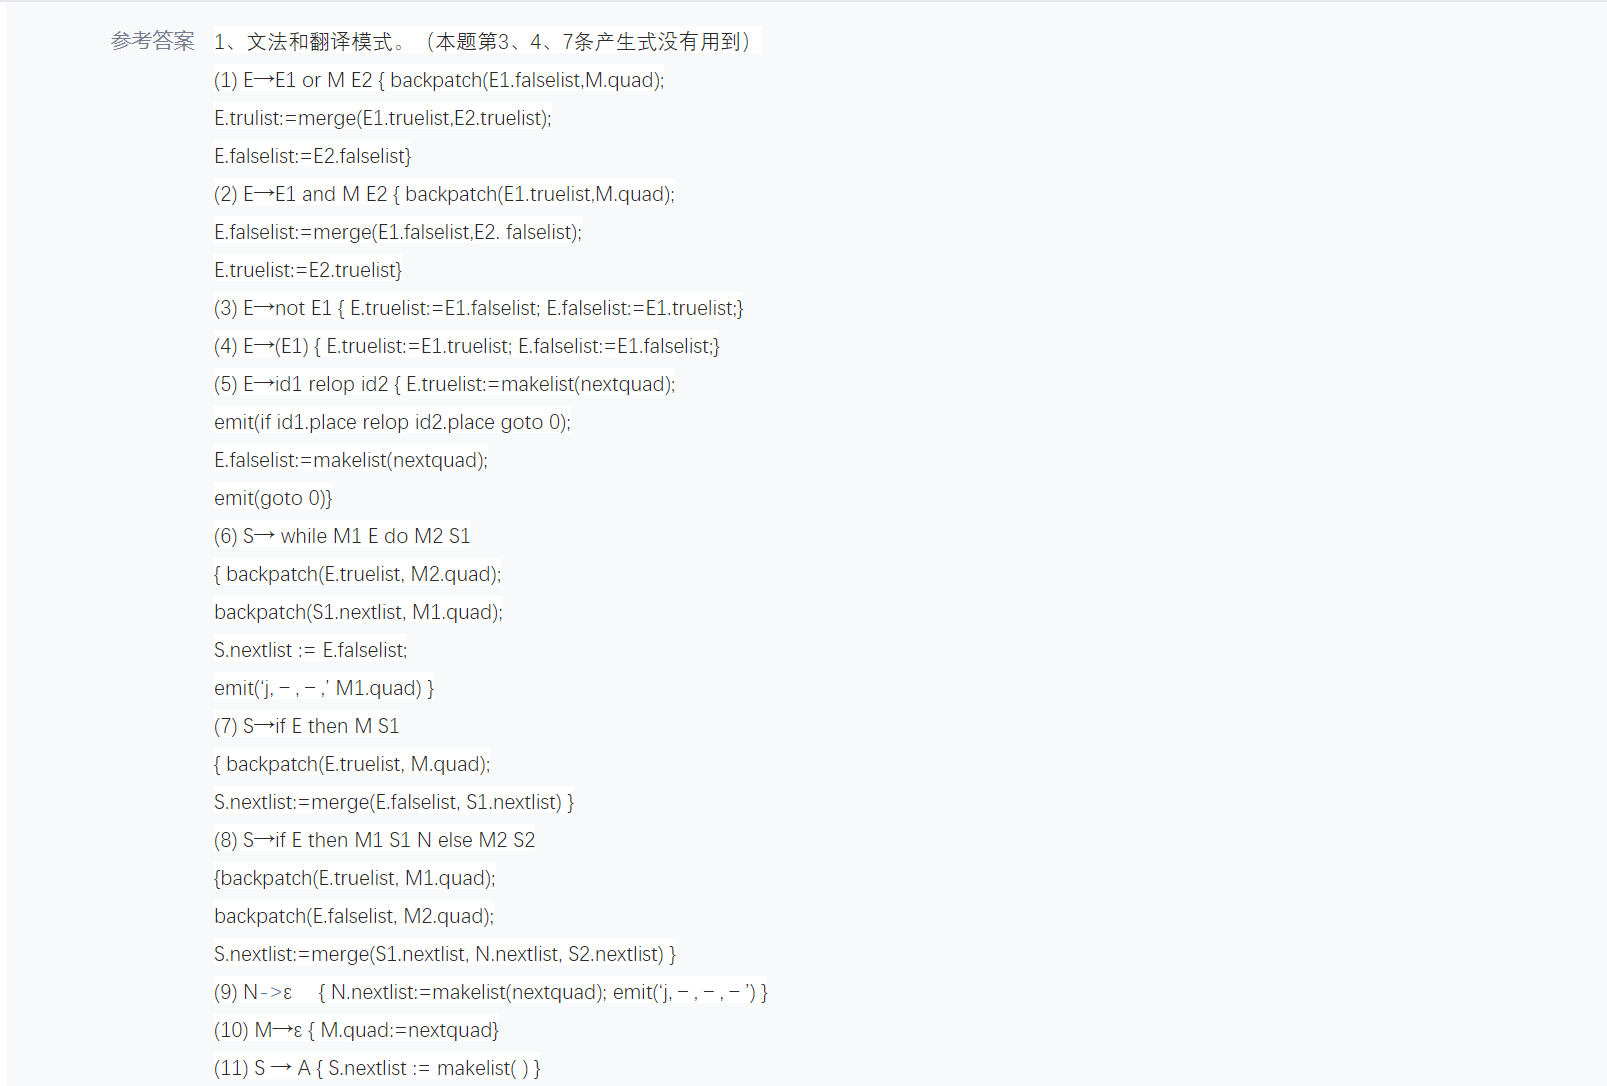 参考答案 1、文法和翻译模式。（本题第3、4、7条产生式没有用到）
(1) E→E1 or M E2 { backpatch(E1.falselist,M.quad);
E.trulist:=merge(E1.truelist,E2.truelist);
E.falselist:=E2.falselist}
(2) E→E1 and M E2 { backpatch(E1.truelist,M.quad);
E.falselist:=merge(E1.falselist,E2. falselist);
E.truelist:=E2.truelist}
(3) E→not E1 { E.truelist:=E1.falselist; E.falselist:=E1.truelist;}
(4) E→(E1) { E.truelist:=E1.truelist; E.falselist:=E1.falselist;}
(5) E→id1 relop id2 { E.truelist:=makelist(nextquad);
emit(if id1.place relop id2.place goto 0);
E.falselist:=makelist(nextquad);
emit(goto 0)}
(6) S→ while M1 E do M2 S1
{ backpatch(E.truelist, M2.quad);
backpatch(S1.nextlist, M1.quad);
S.nextlist := E.falselist;
emit(‘j, − , − ,’ M1.quad) }
(7) S→if E then M S1
{ backpatch(E.truelist, M.quad);
S.nextlist:=merge(E.falselist, S1.nextlist) }
(8) S→if E then M1 S1 N else M2 S2
{backpatch(E.truelist, M1.quad);
backpatch(E.falselist, M2.quad);
S.nextlist:=merge(S1.nextlist, N.nextlist, S2.nextlist) }
(9) N->ε { N.nextlist:=makelist(nextquad); emit(‘j, − , − , − ’) }
(10) M→ε { M.quad:=nextquad}
(11) S → A { S.nextlist := makelist( ) }